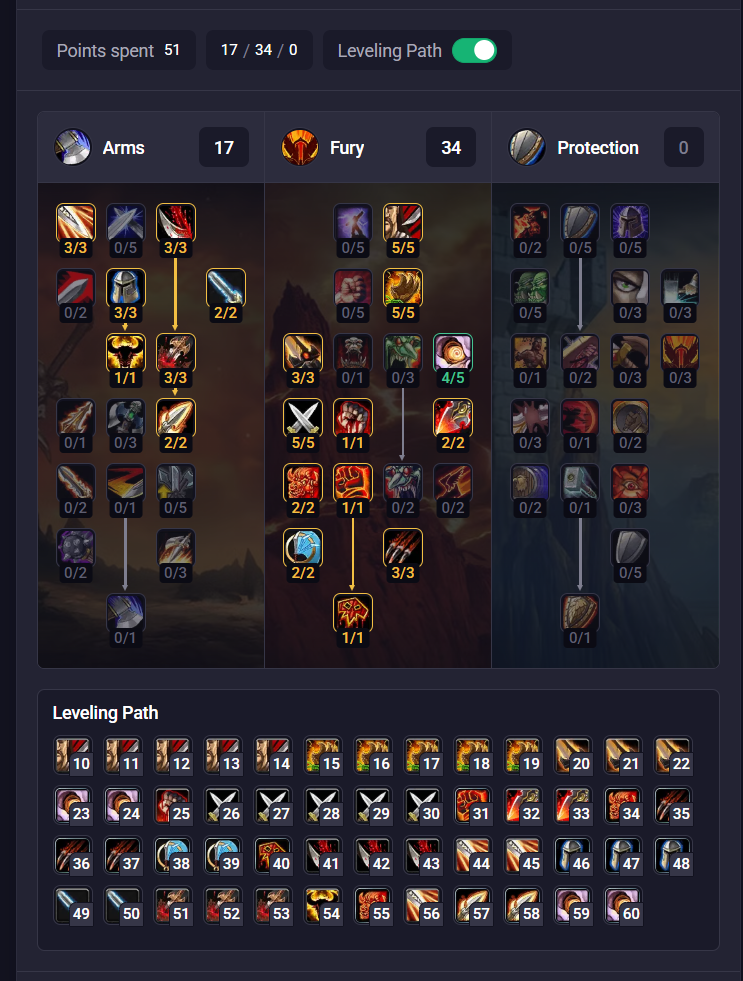 Points spent 51 17 / 34 / 0 Leveling Path
Arms 17 Fury 34 Protection 0
3/3 0/5 3/3 0/5 5/5 0/2 0/5 0/5
0/2 3/3 2/2 0/5 5/5 0/5 0/3 0/3
1/1 3/3 3/3 0/1 0/3 4/5 0/1 0/2 0/3 0/3
0/1 0/3 2/2 5/5 1/1 2/2 0/3 0/1 0/2
0/2 0/1 0/5 2/2 1/1 0/2 0/2 0/2 0/1 0/3
0/2 0/3 2/2 3/3 0/5
0/1 1/1 0/1
Leveling Path
10 11 12 13 14 15 16 17 18 19 20 21 22
23 24 25 26 27 28 29 30 31 32 33 34 35
36 37 38 39 40 41 42 43 44 45 46 47 48
49 50 51 52 53 54 55 56 57 58 59 60